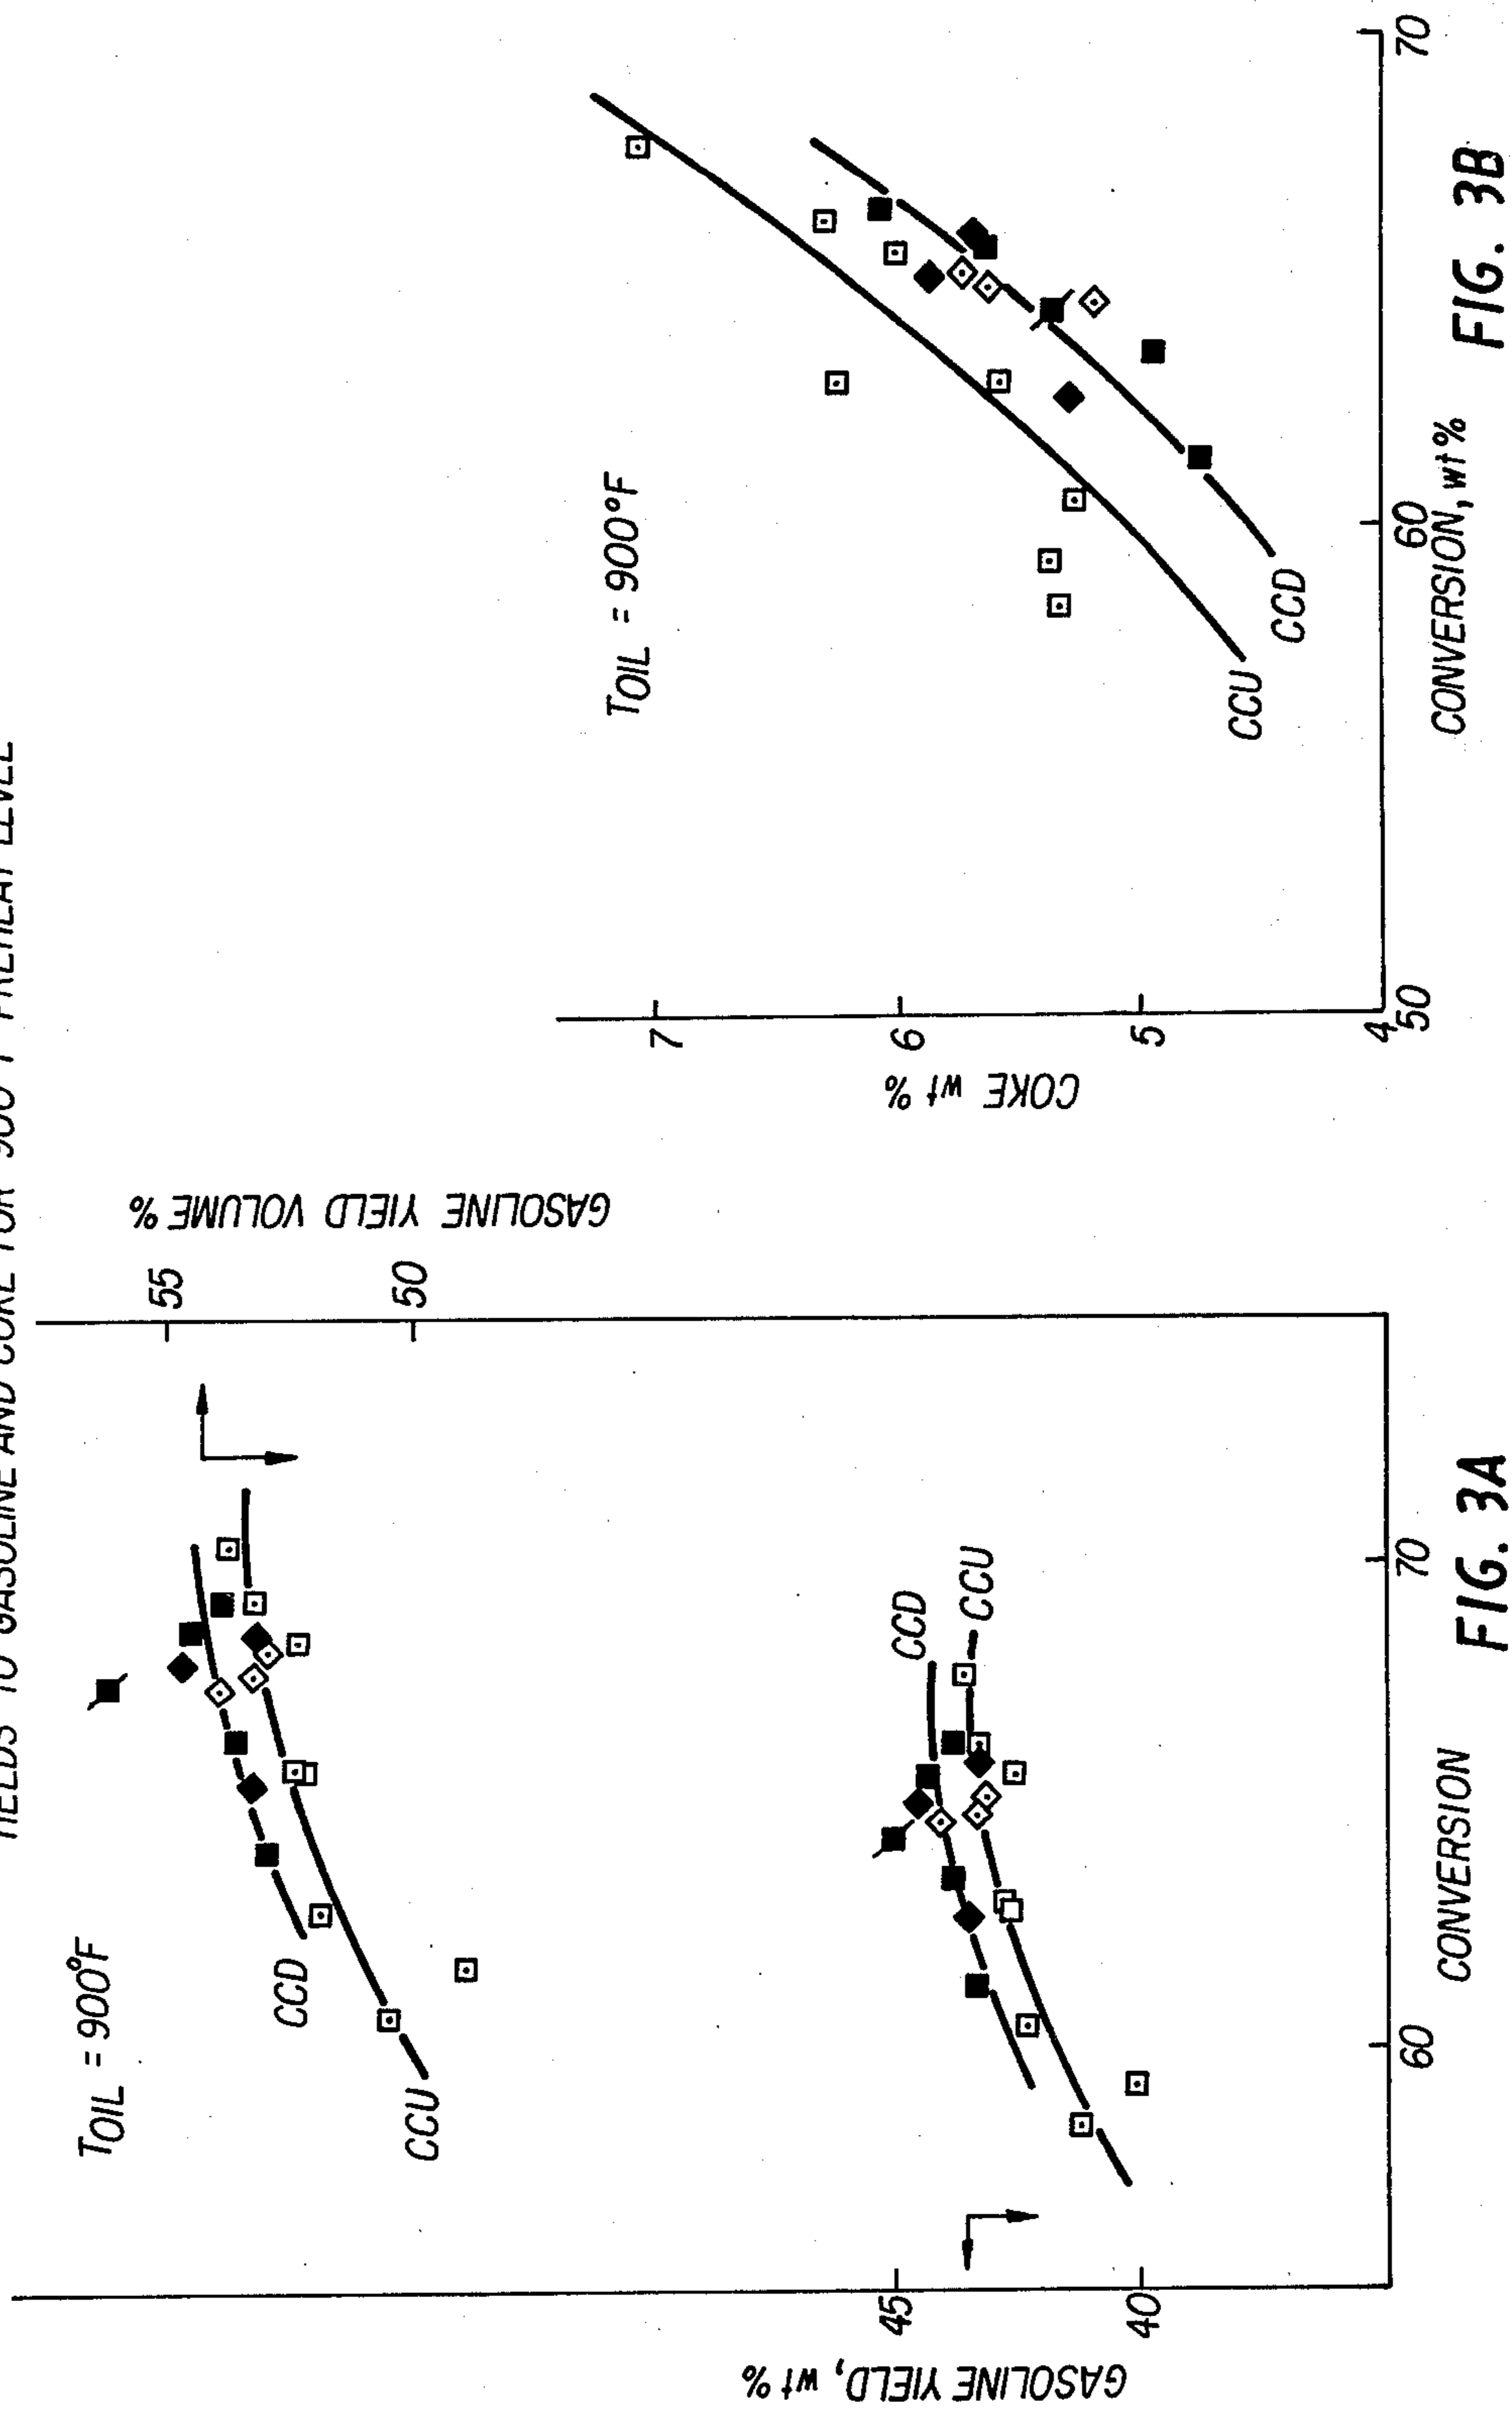 YIELDS TO GASOLINE AND COKE FOR 900°F PREHEAT LEVEL
TOIL = 900°F
CCD
CCU
CCD
CCU
55
50
GASOLINE YIELD VOLUME %
45
40
GASOLINE YIELD, wt %
60
70
CONVERSION
FIG. 3A
TOIL = 900°F
CCU
CCD
7
6
5
4
COKE wt %
50
60
70
CONVERSION, wt %
FIG. 3B